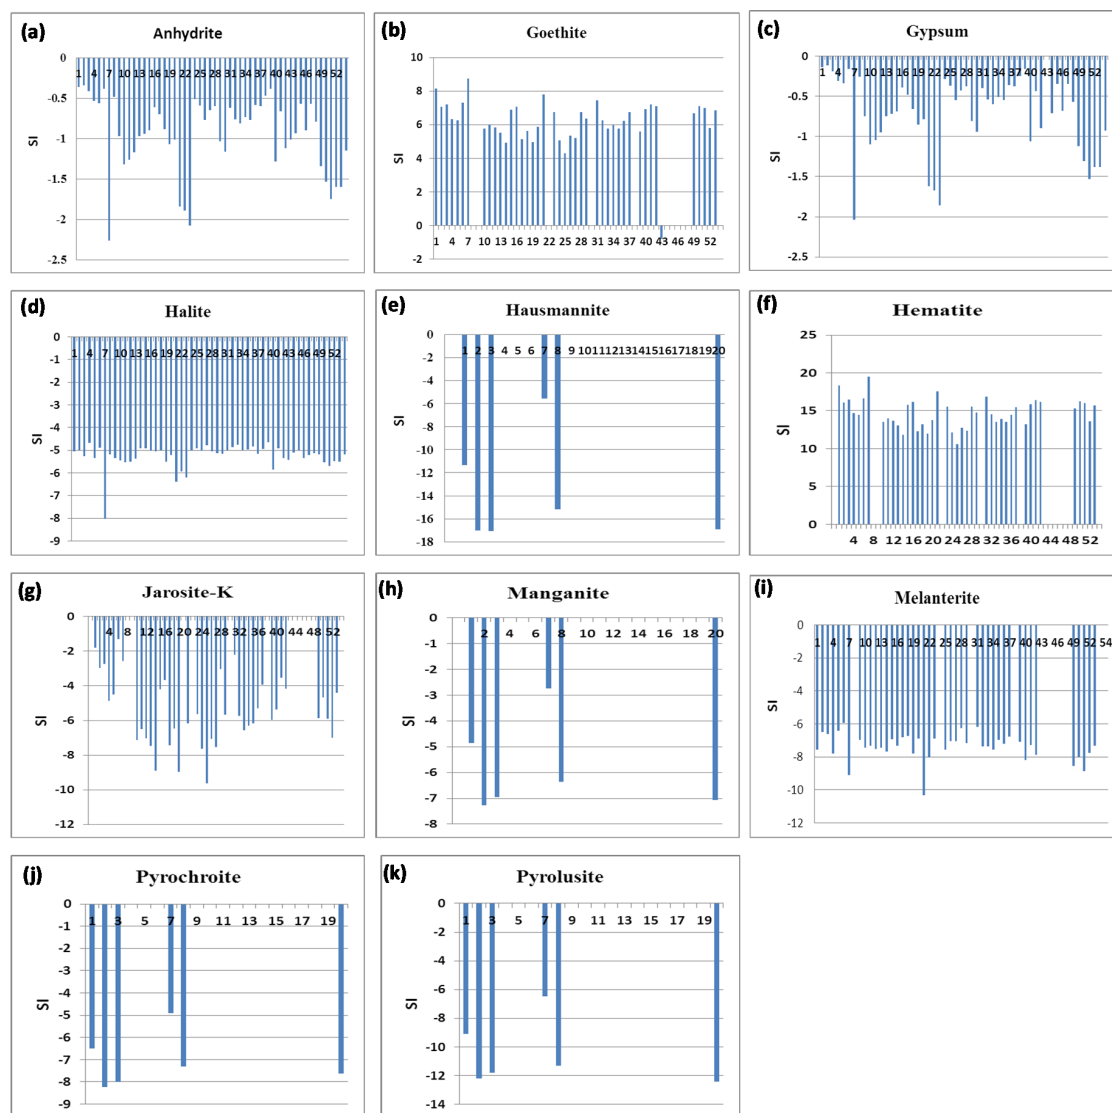 (a)
Anhydrite
0
-0.5
-1
-1.5
-2
-2.5
SI
1 4 7 10 13 16 19 22 25 28 31 34 37 40 43 46 49 52
(b)
Goethite
10
8
6
4
2
0
-2
SI
1 4 7 10 13 16 19 22 25 28 31 34 37 40 43 46 49 52
(c)
Gypsum
0
-0.5
-1
-1.5
-2
-2.5
SI
1 4 7 10 13 16 19 22 25 28 31 34 37 40 43 46 49 52
(d)
Halite
0
-1
-2
-3
-4
-5
-6
-7
-8
-9
SI
1 4 7 10 13 16 19 22 25 28 31 34 37 40 43 46 49 52
(e)
Hausmannite
0
-2
-4
-6
-8
-10
-12
-14
-16
-18
SI
1 2 3 4 5 6 7 8 9 10 11 12 13 14 15 16 17 18 19 20
(f)
Hematite
25
20
15
10
5
0
SI
4 8 12 16 20 24 28 32 36 40 44 48 52
(g)
Jarosite-K
0
-2
-4
-6
-8
-10
-12
SI
4 8 12 16 20 24 28 32 36 40 44 48 52
(h)
Manganite
0
-1
-2
-3
-4
-5
-6
-7
-8
SI
2 4 6 8 10 12 14 16 18 20
(i)
Melanterite
0
-2
-4
-6
-8
-10
-12
SI
1 4 7 10 13 16 19 22 25 28 31 34 37 40 43 46 49 52 54
(j)
Pyrochroite
0
-1
-2
-3
-4
-5
-6
-7
-8
-9
SI
1 3 5 7 9 11 13 15 17 19
(k)
Pyrolusite
0
-2
-4
-6
-8
-10
-12
-14
SI
1 3 5 7 9 11 13 15 17 19